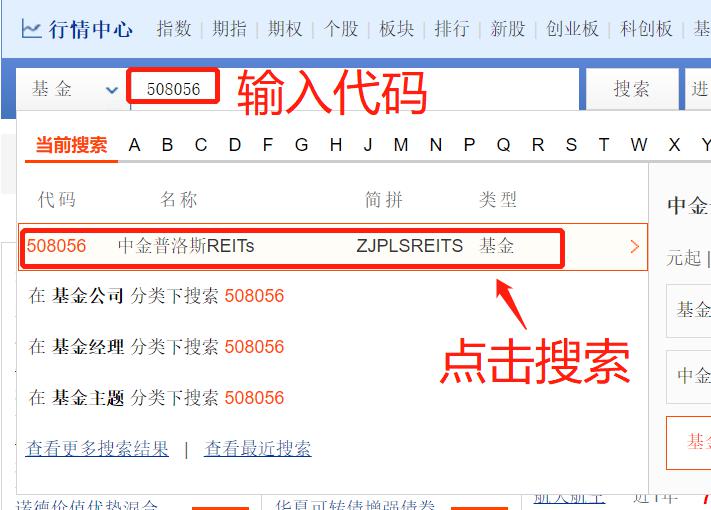 行情中心 指数 | 期指 | 期权 | 个股 | 板块 | 排行 | 新股 | 创业板 | 科创板 | 基
基金 508056 输入代码 搜索 进
当前搜索 A B C D F G H J M N P Q R S T W X Y
代码 名称 简拼 类型
中金
508056 中金普洛斯REITs ZJPLSREITS 基金
元起 |
在 基金公司 分类下搜索 508056
基金
在 基金经理 分类下搜索 508056
点击搜索
中金
在 基金主题 分类下搜索 508056
基金
查看更多搜索结果 | 查看最近搜索
诺德价值优势混合 华夏可转债增强债券 航天航空 近1年